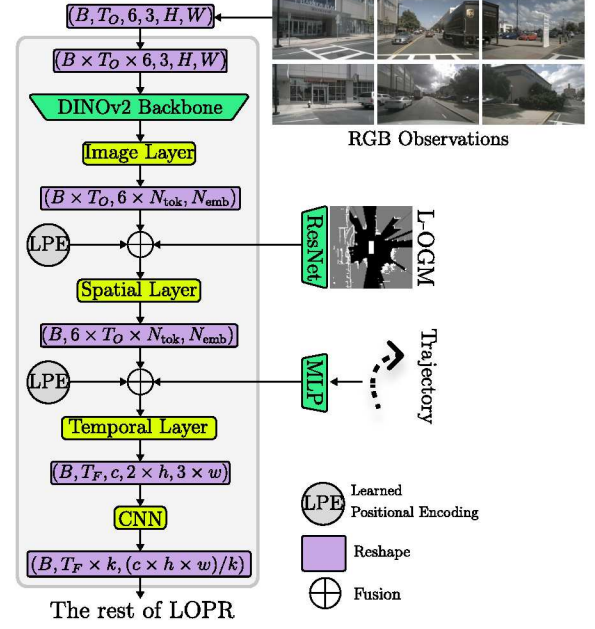 (B, T_O, 6, 3, H, W)
(B × T_O × 6, 3, H, W)
DINOv2 Backbone
RGB Observations
Image Layer
(B × T_O, 6 × N_tok, N_emb)
LPE
ResNet
L-OGM
Spatial Layer
(B, 6 × T_O × N_tok, N_emb)
LPE
MLP
Trajectory
Temporal Layer
(B, T_F, c, 2 × h, 3 × w)
CNN
(B, T_F × k, (c × h × w)/k)
The rest of LOPR
LPE
Learned
Positional Encoding
Reshape
Fusion